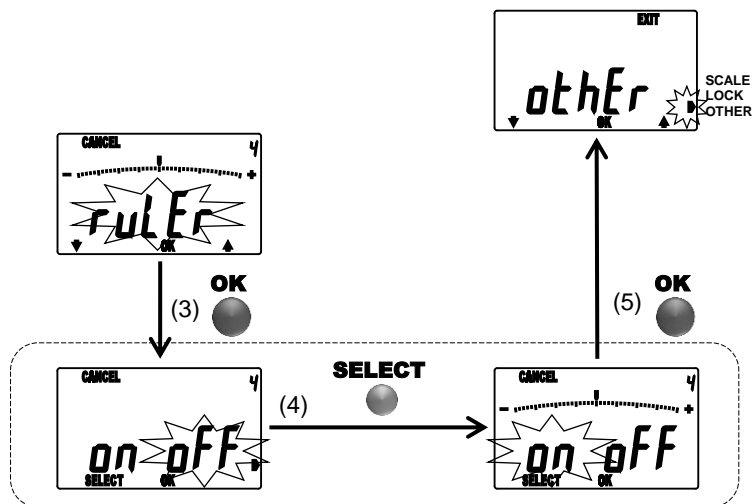 EXIT
othEr
OK
SCALE
LOCK
OTHER
CANCEL 4
- +
rulEr
OK
(3) OK
(5) OK
CANCEL 4
on oFF
SELECT OK
(4) SELECT
CANCEL 4
- +
on oFF
SELECT OK